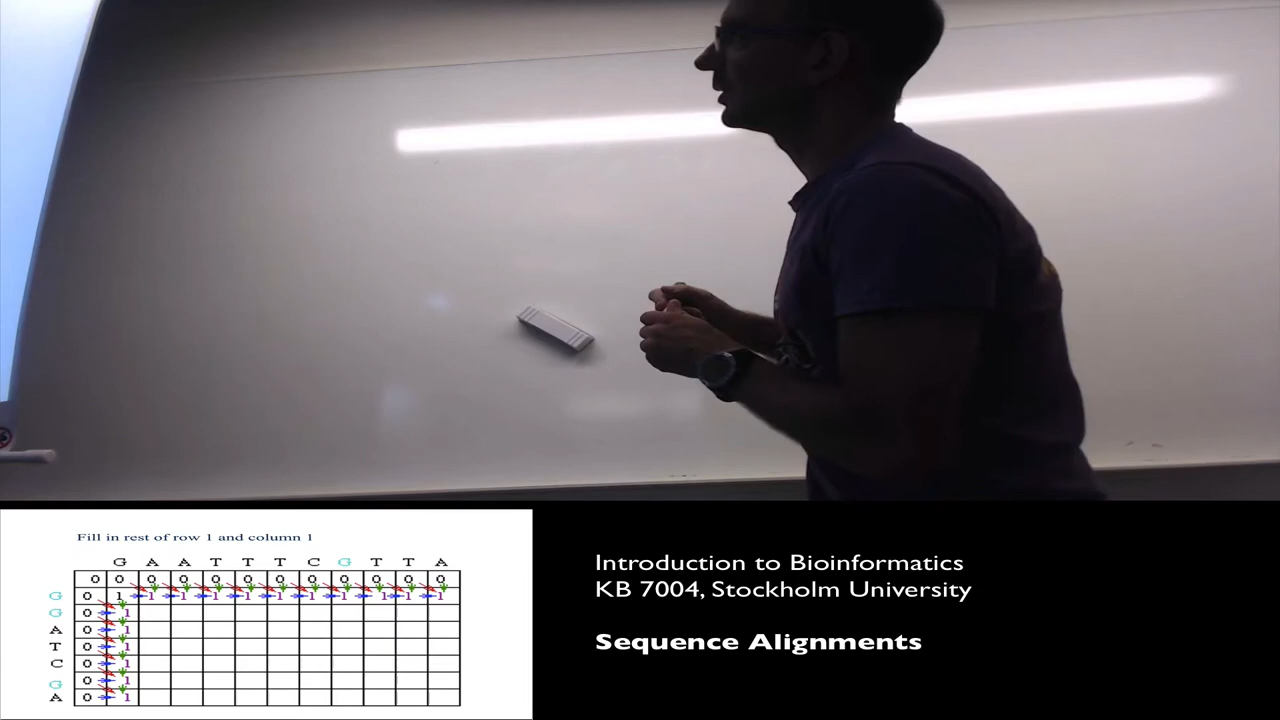 Fill in rest of row 1 and column 1
G A A T T T C G T T A
0 0 0 0 0 0 0 0 0 0 0 0
G 0 1 1 1 1 1 1 1 1 1 1 1
G 0 1
A 0 1
T 0 1
C 0 1
G 0 1
A 0 1
Introduction to Bioinformatics
KB 7004, Stockholm University
Sequence Alignments